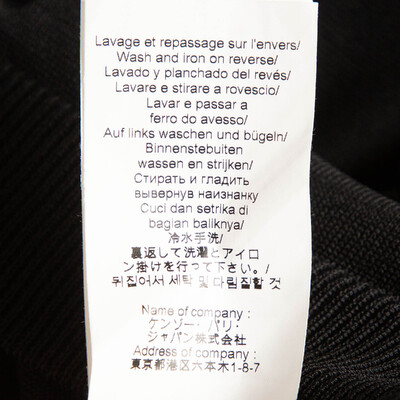 Lavage et repassage sur l'envers/
Wash and iron on reverse/
Lavado y planchado del revés/
Lavare e stirare a rovescio/
Lavar e passar a
ferro do avesso/
Auf links waschen und bügeln/
Binnenstebuiten
wassen en strijken/
Стирать и гладить
вывернув наизнанку
Cuci dan setrika di
bagian baliknya/
冷水手洗/
裏返して洗濯とアイロ
ン掛けを行って下さい。/
뒤집어서 세탁 및 다림질할 것
Name of company :
ケンゾー・パリ・
ジャパン株式会社
Address of company :
東京都港区六本木1-8-7